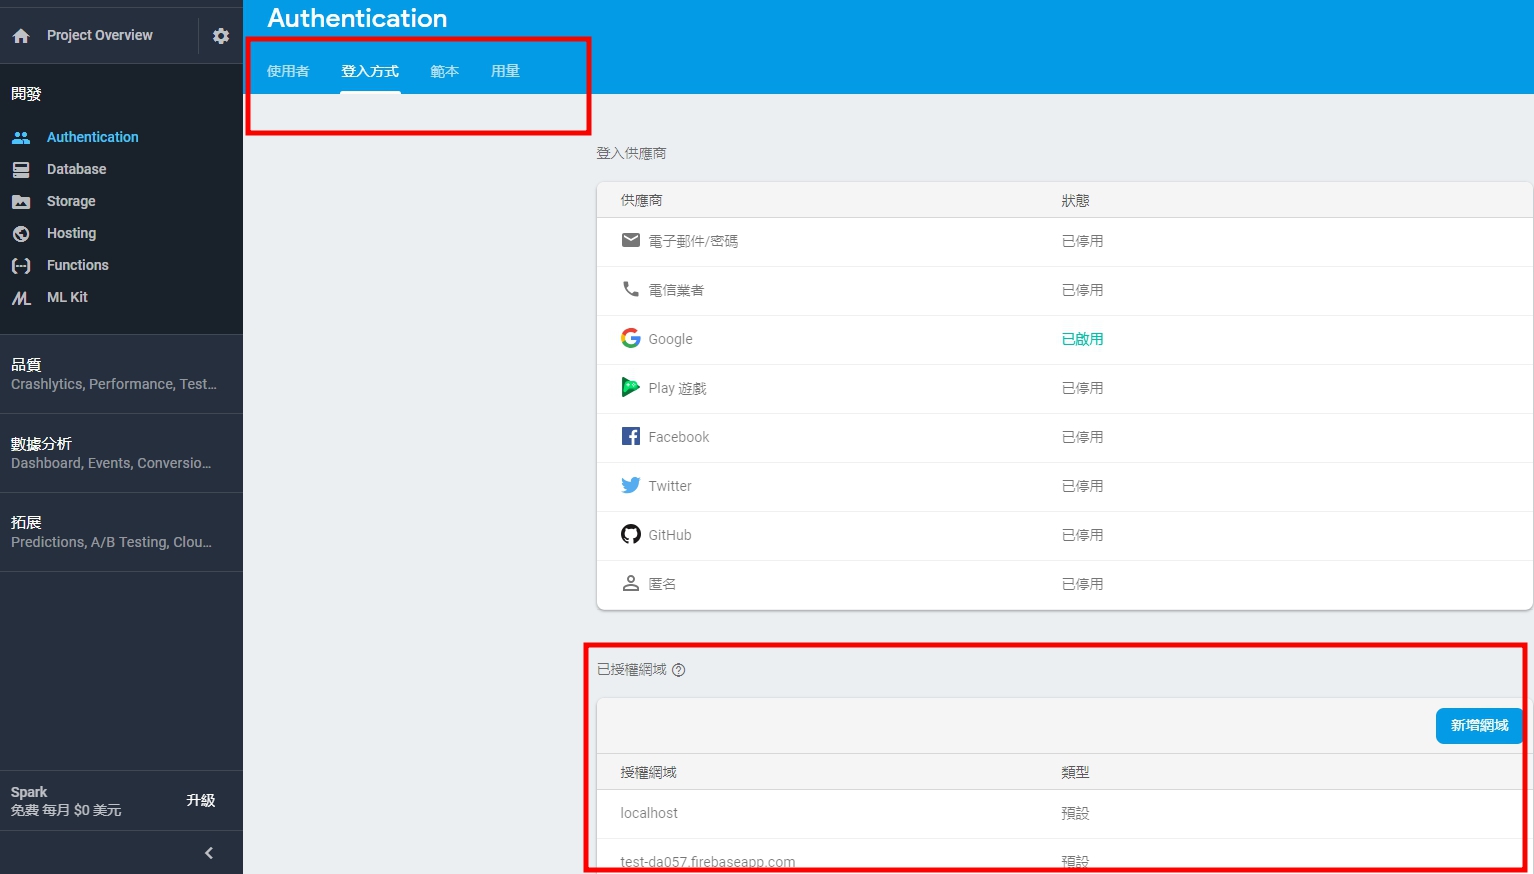 Authentication
Project Overview
使用者 登入方式 範本 用量
開發
Authentication
Database
Storage
Hosting
Functions
ML Kit
品質
Crashlytics, Performance, Test...
數據分析
Dashboard, Events, Conversio...
拓展
Predictions, A/B Testing, Clou...
Spark
免費 每月 $0 美元
升級
登入供應商
供應商 狀態
電子郵件/密碼 已停用
電信業者 已停用
Google 已啟用
Play 遊戲 已停用
Facebook 已停用
Twitter 已停用
GitHub 已停用
匿名 已停用
已授權網域
新增網域
授權網域 類型
localhost 預設
test-da057.firebaseapp.com 預設